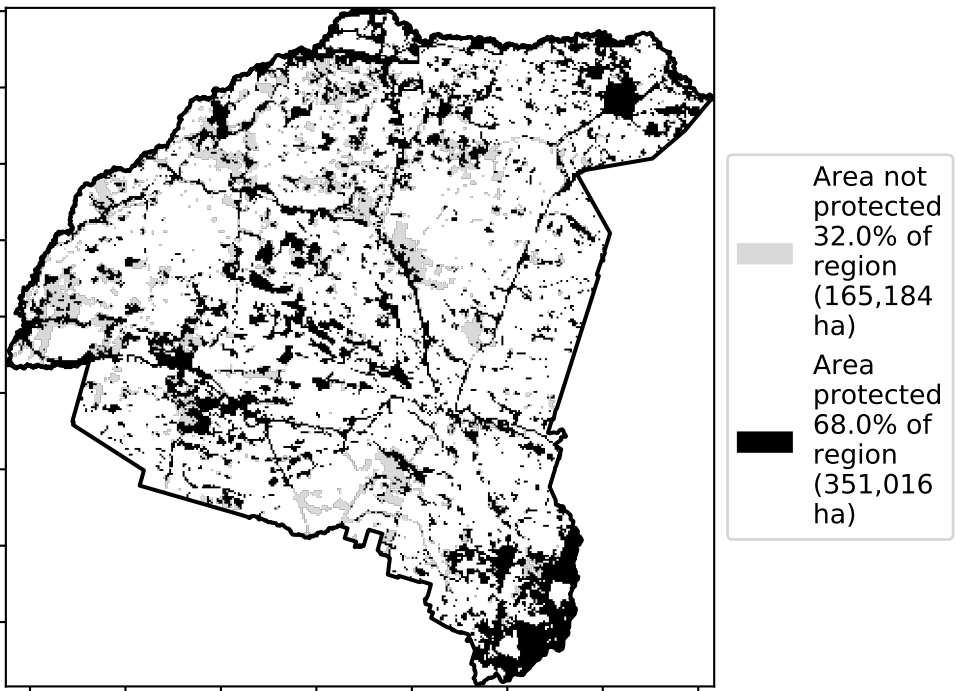 Area not
protected
32.0% of
region
(165,184
ha)
Area
protected
68.0% of
region
(351,016
ha)